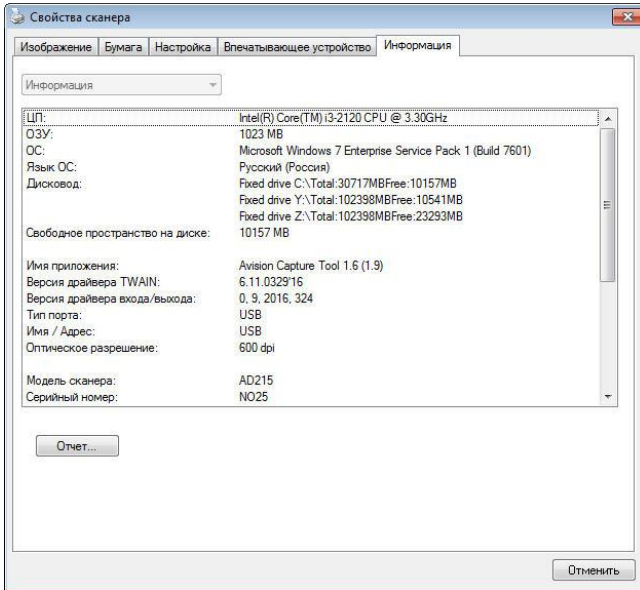 Свойства сканера
Изображение Бумага Настройка Впечатывающее устройство Информация
Информация
ЦП: Intel(R) Core(TM) i3-2120 CPU @ 3.30GHz
ОЗУ: 1023 MB
ОС: Microsoft Windows 7 Enterprise Service Pack 1 (Build 7601)
Язык ОС: Русский (Россия)
Дисковод: Fixed drive C:\Total:30717MBFree:10157MB
Fixed drive Y:\Total:102398MBFree:10541MB
Fixed drive Z:\Total:102398MBFree:23293MB
Свободное пространство на диске: 10157 MB
Имя приложения: Avision Capture Tool 1.6 (1.9)
Версия драйвера TWAIN: 6.11.0329'16
Версия драйвера входа/выхода: 0, 9, 2016, 324
Тип порта: USB
Имя / Адрес: USB
Оптическое разрешение: 600 dpi
Модель сканера: AD215
Серийный номер: NO25
Отчет...
Отменить